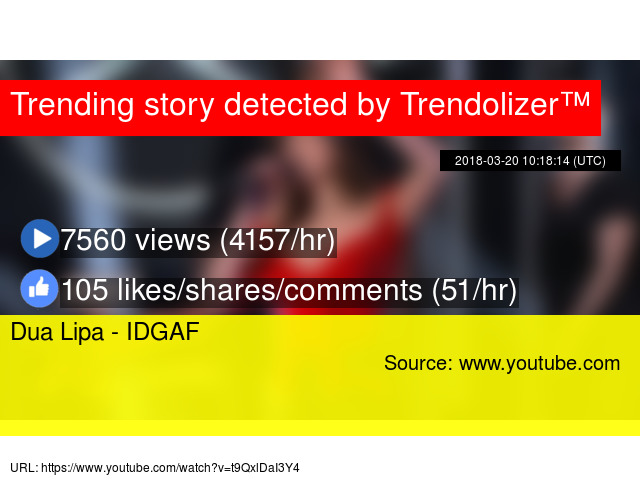 Trending story detected by Trendolizer™
2018-03-20 10:18:14 (UTC)
7560 views (4157/hr)
105 likes/shares/comments (51/hr)
Dua Lipa - IDGAF
Source: www.youtube.com
URL: https://www.youtube.com/watch?v=t9QxlDaI3Y4